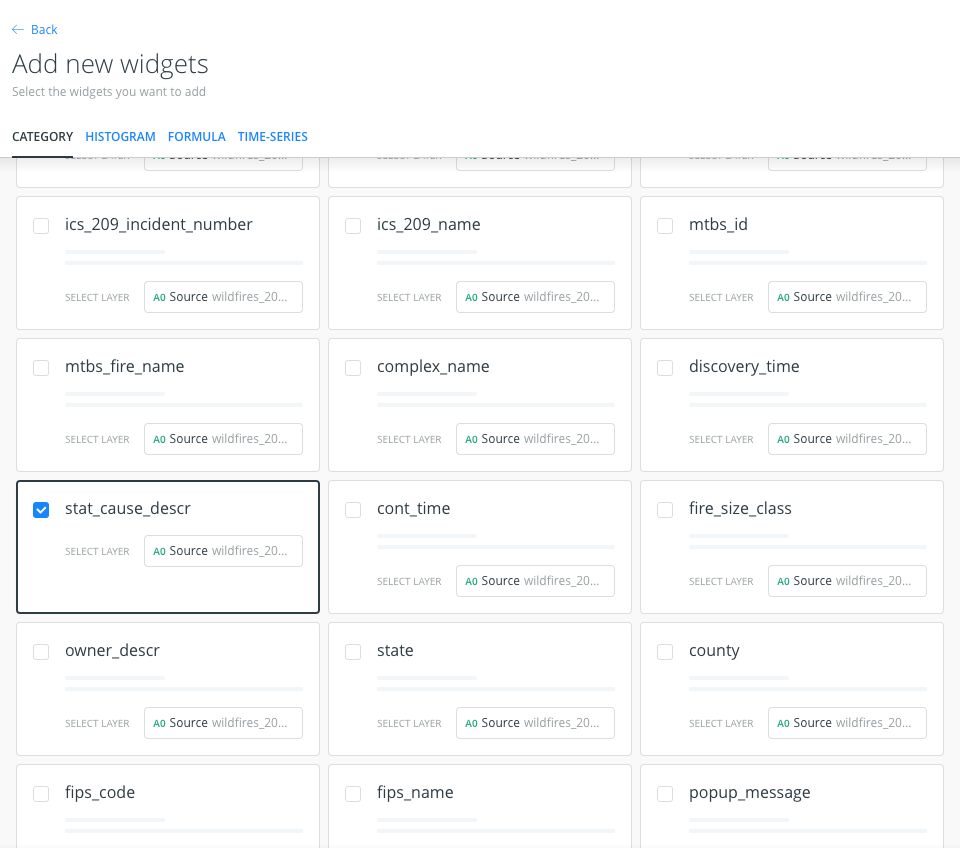 ← Back
Add new widgets
Select the widgets you want to add
CATEGORY HISTOGRAM FORMULA TIME-SERIES
ics_209_incident_number ics_209_name mtbs_id
SELECT LAYER A0 Source wildfires_20... SELECT LAYER A0 Source wildfires_20... SELECT LAYER A0 Source wildfires_20...
mtbs_fire_name complex_name discovery_time
SELECT LAYER A0 Source wildfires_20... SELECT LAYER A0 Source wildfires_20... SELECT LAYER A0 Source wildfires_20...
stat_cause_descr cont_time fire_size_class
SELECT LAYER A0 Source wildfires_20...
SELECT LAYER A0 Source wildfires_20... SELECT LAYER A0 Source wildfires_20...
owner_descr state county
SELECT LAYER A0 Source wildfires_20... SELECT LAYER A0 Source wildfires_20... SELECT LAYER A0 Source wildfires_20...
fips_code fips_name popup_message